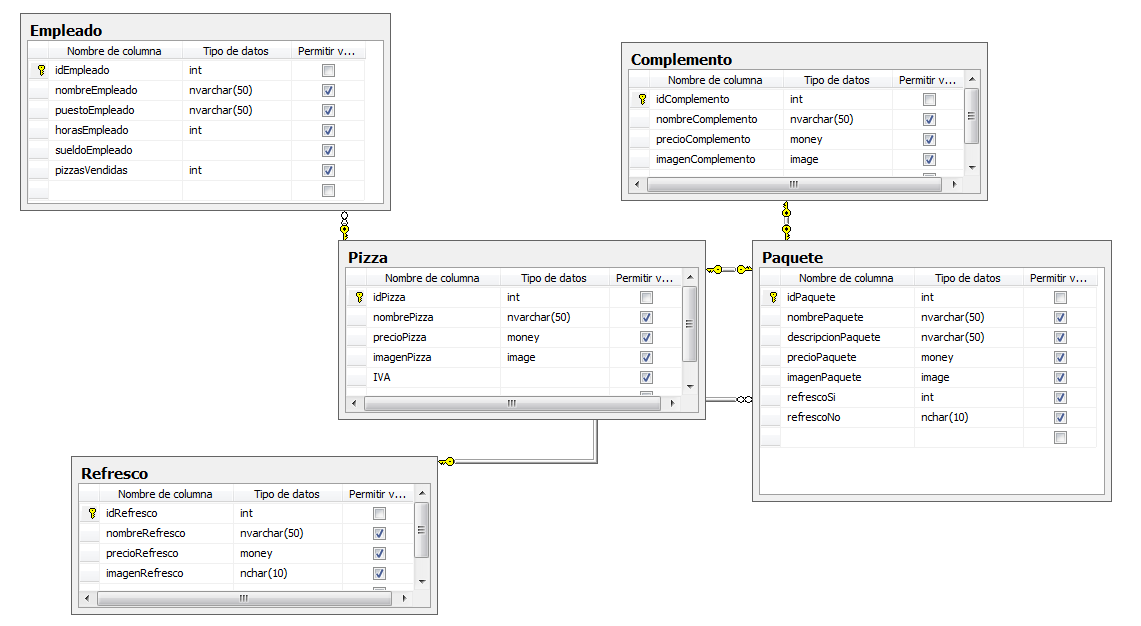 Empleado
Nombre de columna Tipo de datos Permitir v...
idEmpleado int
nombreEmpleado nvarchar(50)
puestoEmpleado nvarchar(50)
horasEmpleado int
sueldoEmpleado
pizzasVendidas int
Complemento
Nombre de columna Tipo de datos Permitir v...
idComplemento int
nombreComplemento nvarchar(50)
precioComplemento money
imagenComplemento image
Pizza
Nombre de columna Tipo de datos Permitir v...
idPizza int
nombrePizza nvarchar(50)
precioPizza money
imagenPizza image
IVA
Paquete
Nombre de columna Tipo de datos Permitir v...
idPaquete int
nombrePaquete nvarchar(50)
descripcionPaquete nvarchar(50)
precioPaquete money
imagenPaquete image
refrescoSi int
refrescoNo nchar(10)
Refresco
Nombre de columna Tipo de datos Permitir v...
idRefresco int
nombreRefresco nvarchar(50)
precioRefresco money
imagenRefresco nchar(10)